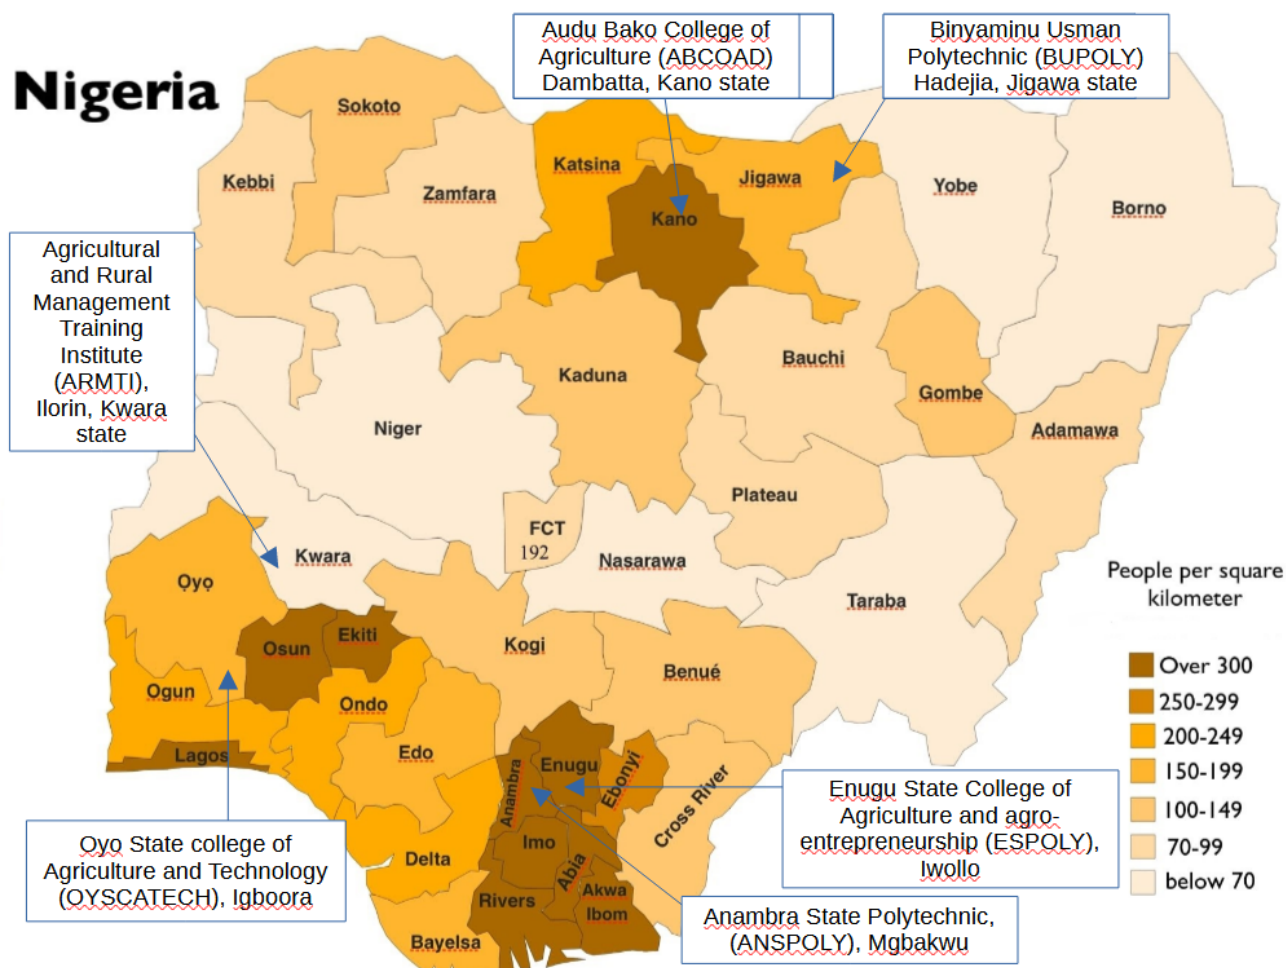 Nigeria
Audu Bako College of
Agriculture (ABCOAD)
Dambatta, Kano state
Binyaminu Usman
Polytechnic (BUPOLY)
Hadejia, Jigawa state
Sokoto
Kebbi
Zamfara
Katsina
Kano
Jigawa
Yobe
Borno
Agricultural
and Rural
Management
Training
Institute
(ARMTI),
Ilorin, Kwara
state
Niger
Kaduna
Bauchi
Gombe
Adamawa
Plateau
FCT
192
Nasarawa
Kwara
Ọyọ
Taraba
Osun
Ekiti
Kogi
Benué
Ogun
Ondo
Lagos
Edo
Anambra
Enugu
Ebonyi
Cross River
Imo
Abia
Delta
Rivers
Akwa
Ibom
Bayelsa
People per square
kilometer
Over 300
250-299
200-249
150-199
100-149
70-99
below 70
Oyo State college of
Agriculture and Technology
(OYSCATECH), Igboora
Enugu State College of
Agriculture and agro-
entrepreneurship (ESPOLY),
Iwollo
Anambra State Polytechnic,
(ANSPOLY), Mgbakwu